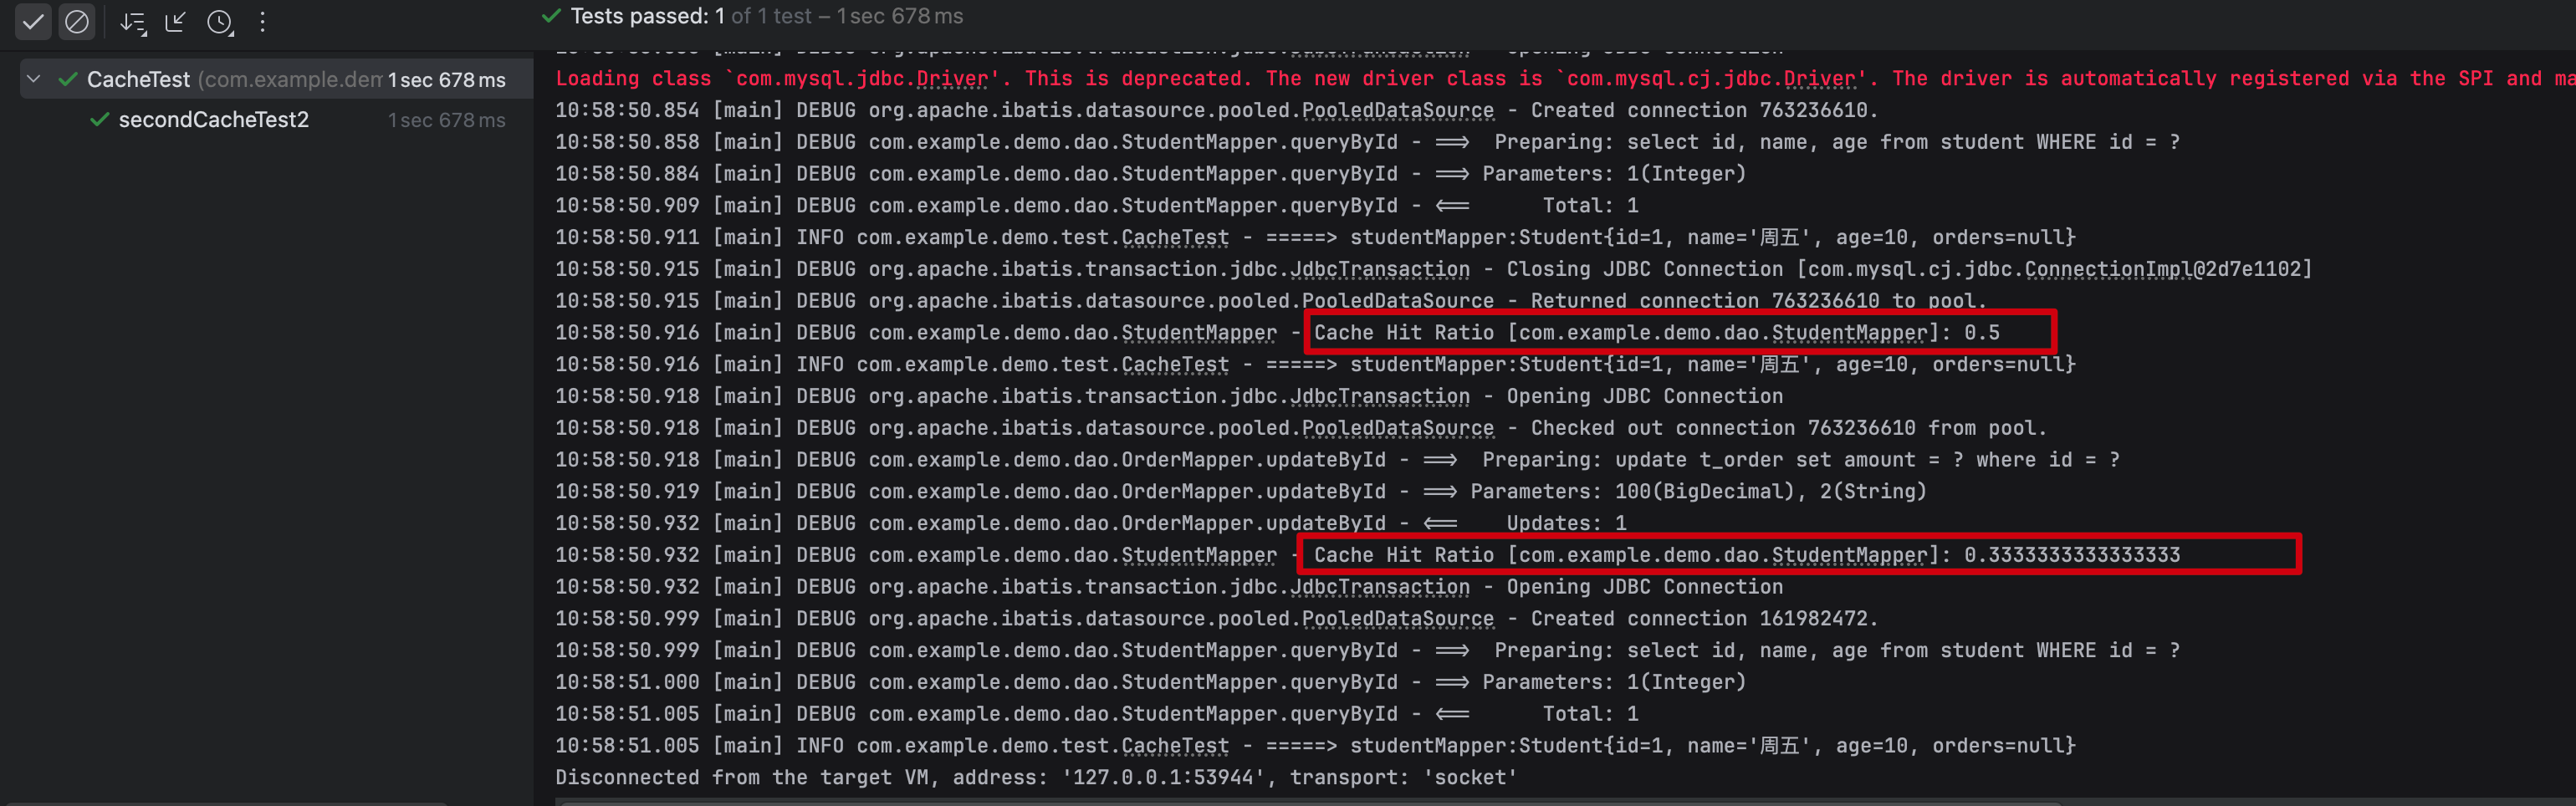 Tests passed: 1 of 1 test – 1 sec 678 ms
CacheTest (com.example.den 1 sec 678 ms
secondCacheTest2 1 sec 678 ms
[main] DEBUG org.apache.ibatis.transaction.jdbc.JdbcTransaction - Opening JDBC Connection
Loading class `com.mysql.jdbc.Driver'. This is deprecated. The new driver class is `com.mysql.cj.jdbc.Driver'. The driver is automatically registered via the SPI and ma
10:58:50.854 [main] DEBUG org.apache.ibatis.datasource.pooled.PooledDataSource - Created connection 763236610.
10:58:50.858 [main] DEBUG com.example.demo.dao.StudentMapper.queryById - ==>  Preparing: select id, name, age from student WHERE id = ?
10:58:50.884 [main] DEBUG com.example.demo.dao.StudentMapper.queryById - ==> Parameters: 1(Integer)
10:58:50.909 [main] DEBUG com.example.demo.dao.StudentMapper.queryById - <==      Total: 1
10:58:50.911 [main] INFO com.example.demo.test.CacheTest - =====> studentMapper:Student{id=1, name='周五', age=10, orders=null}
10:58:50.915 [main] DEBUG org.apache.ibatis.transaction.jdbc.JdbcTransaction - Closing JDBC Connection [com.mysql.cj.jdbc.ConnectionImpl@2d7e1102]
10:58:50.915 [main] DEBUG org.apache.ibatis.datasource.pooled.PooledDataSource - Returned connection 763236610 to pool.
10:58:50.916 [main] DEBUG com.example.demo.dao.StudentMapper - Cache Hit Ratio [com.example.demo.dao.StudentMapper]: 0.5
10:58:50.916 [main] INFO com.example.demo.test.CacheTest - =====> studentMapper:Student{id=1, name='周五', age=10, orders=null}
10:58:50.918 [main] DEBUG org.apache.ibatis.transaction.jdbc.JdbcTransaction - Opening JDBC Connection
10:58:50.918 [main] DEBUG org.apache.ibatis.datasource.pooled.PooledDataSource - Checked out connection 763236610 from pool.
10:58:50.918 [main] DEBUG com.example.demo.dao.OrderMapper.updateById - ==>  Preparing: update t_order set amount = ? where id = ?
10:58:50.919 [main] DEBUG com.example.demo.dao.OrderMapper.updateById - ==> Parameters: 100(BigDecimal), 2(String)
10:58:50.932 [main] DEBUG com.example.demo.dao.OrderMapper.updateById - <==    Updates: 1
10:58:50.932 [main] DEBUG com.example.demo.dao.StudentMapper - Cache Hit Ratio [com.example.demo.dao.StudentMapper]: 0.3333333333333333
10:58:50.932 [main] DEBUG org.apache.ibatis.transaction.jdbc.JdbcTransaction - Opening JDBC Connection
10:58:50.999 [main] DEBUG org.apache.ibatis.datasource.pooled.PooledDataSource - Created connection 161982472.
10:58:50.999 [main] DEBUG com.example.demo.dao.StudentMapper.queryById - ==>  Preparing: select id, name, age from student WHERE id = ?
10:58:51.000 [main] DEBUG com.example.demo.dao.StudentMapper.queryById - ==> Parameters: 1(Integer)
10:58:51.005 [main] DEBUG com.example.demo.dao.StudentMapper.queryById - <==      Total: 1
10:58:51.005 [main] INFO com.example.demo.test.CacheTest - =====> studentMapper:Student{id=1, name='周五', age=10, orders=null}
Disconnected from the target VM, address: '127.0.0.1:53944', transport: 'socket'